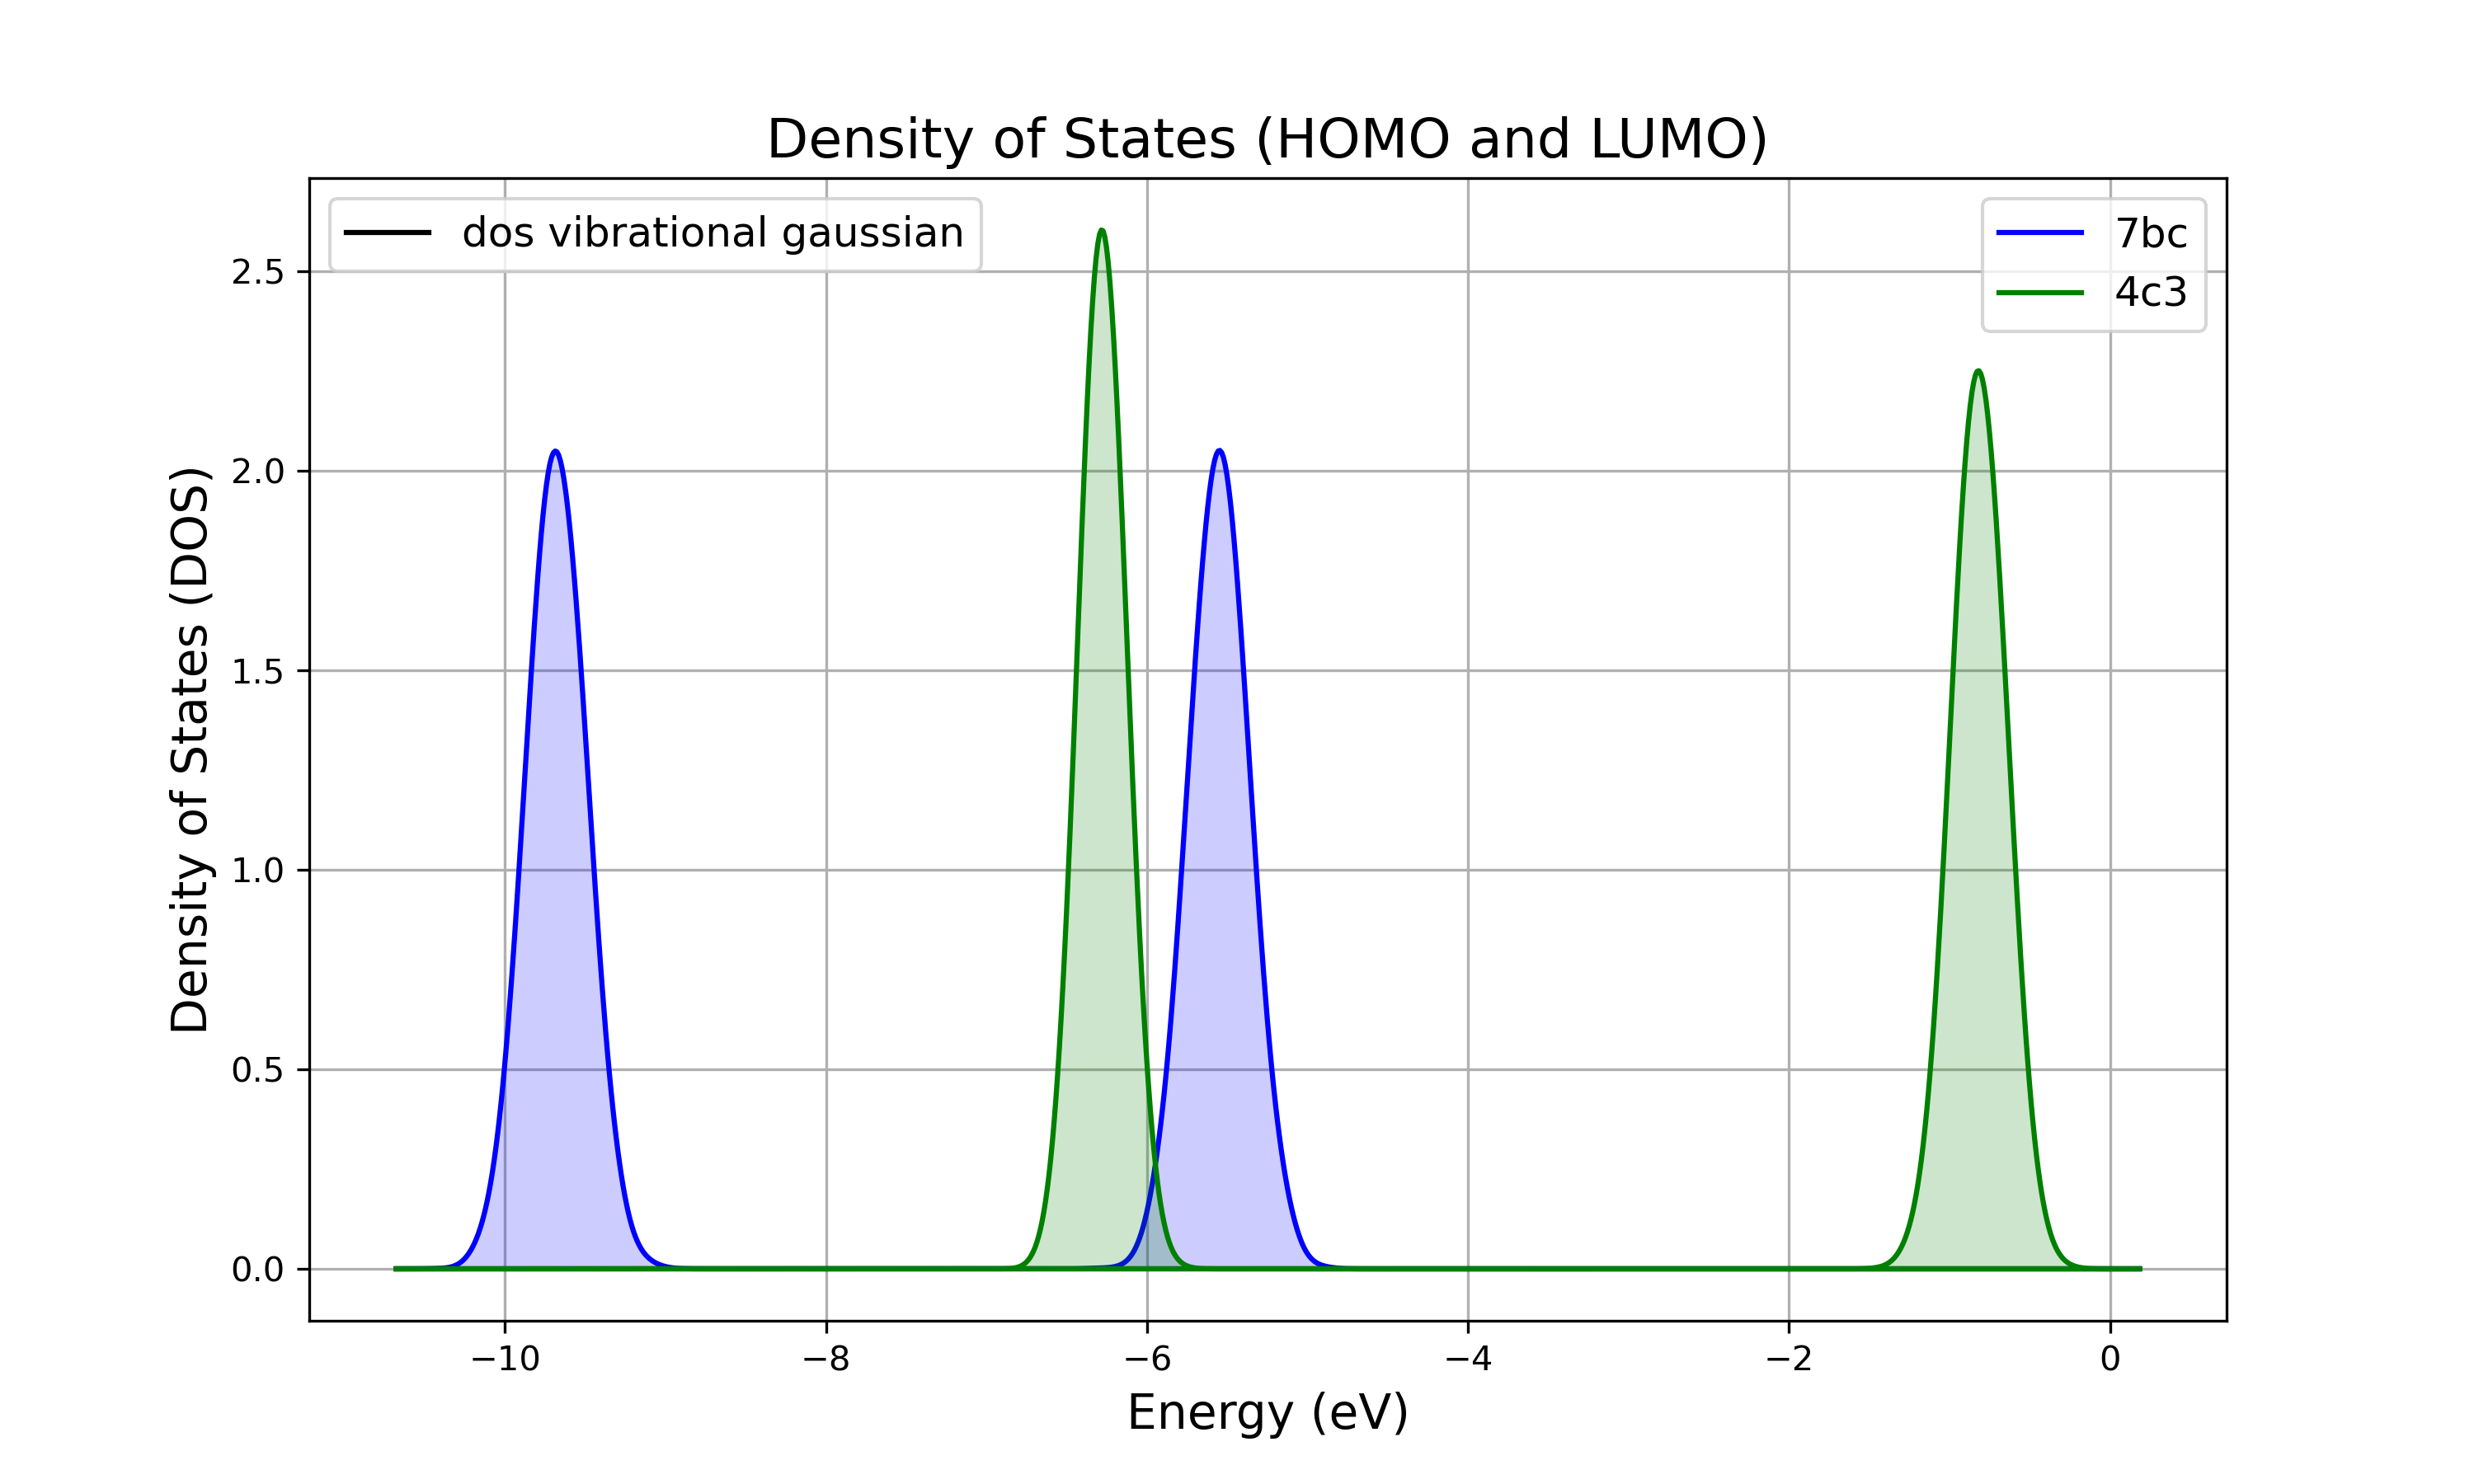 Density of States (HOMO and LUMO)
dos vibrational gaussian
7bc
4c3
Density of States (DOS)
2.5
2.0
1.5
1.0
0.5
0.0
−10
−8
−6
−4
−2
0
Energy (eV)